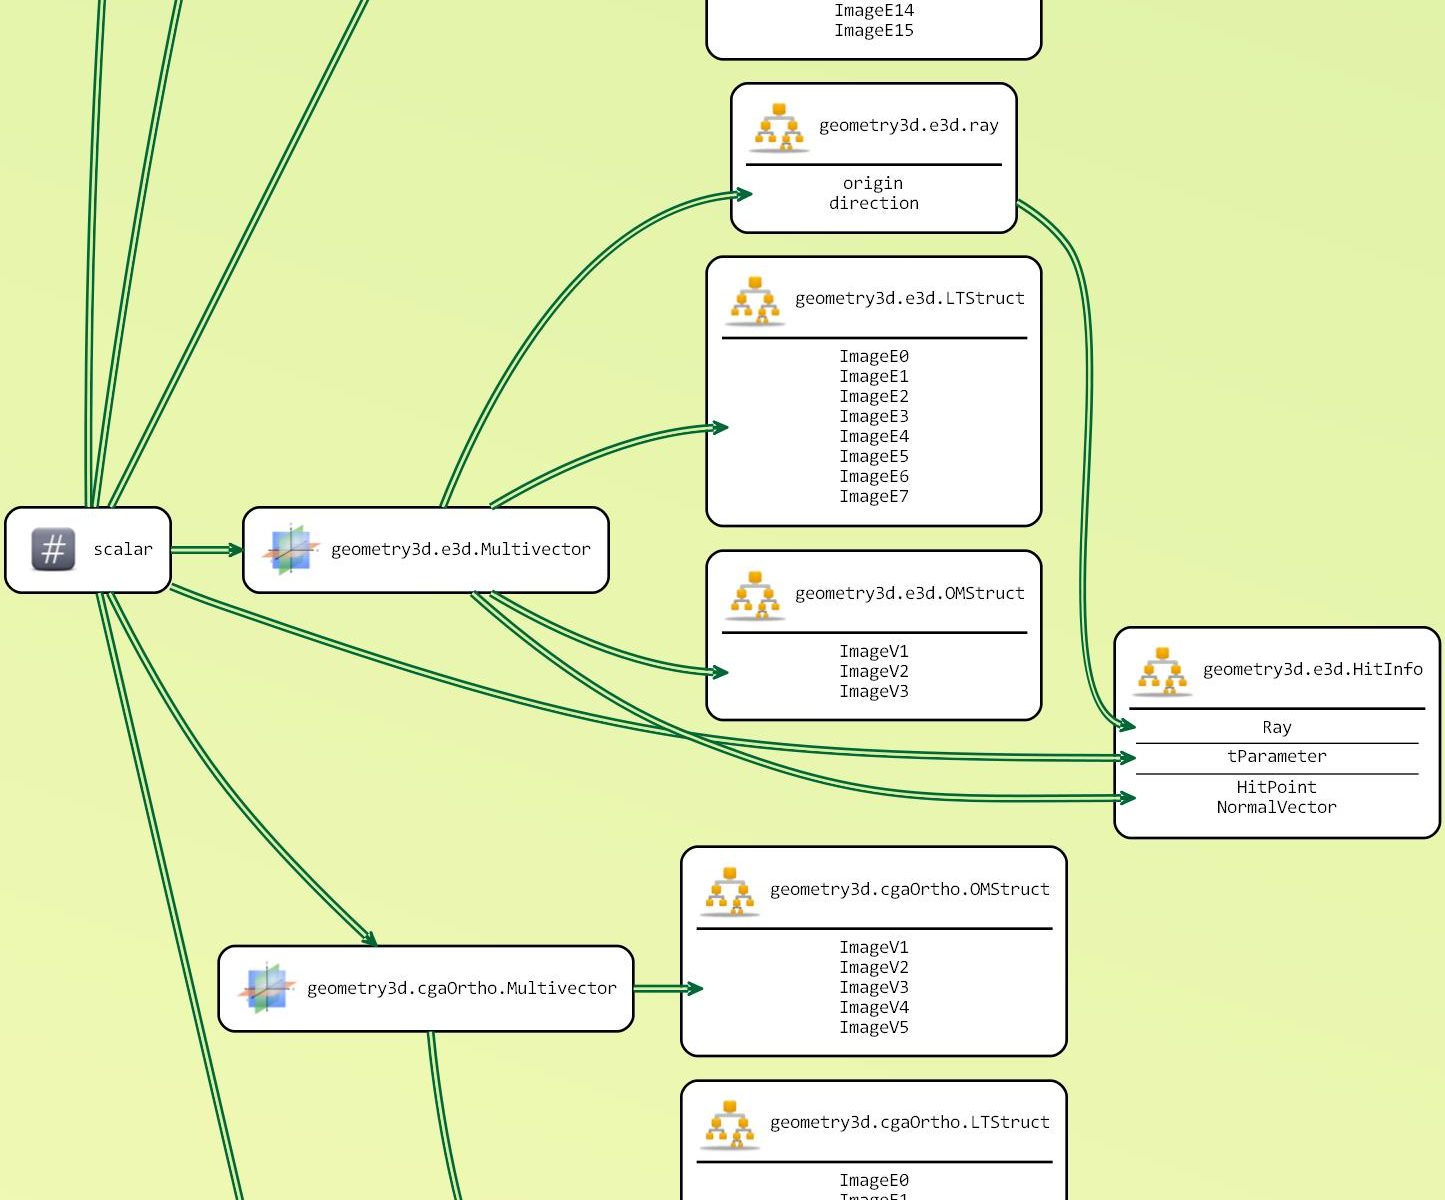 ImageE14
ImageE15
geometry3d.e3d.ray
origin
direction
geometry3d.e3d.LTStruct
ImageE0
ImageE1
ImageE2
ImageE3
ImageE4
ImageE5
ImageE6
ImageE7
# scalar
geometry3d.e3d.Multivector
geometry3d.e3d.OMStruct
ImageV1
ImageV2
ImageV3
geometry3d.e3d.HitInfo
Ray
tParameter
HitPoint
NormalVector
geometry3d.cgaOrtho.OMStruct
ImageV1
ImageV2
ImageV3
ImageV4
ImageV5
geometry3d.cgaOrtho.Multivector
geometry3d.cgaOrtho.LTStruct
ImageE0
ImageE1